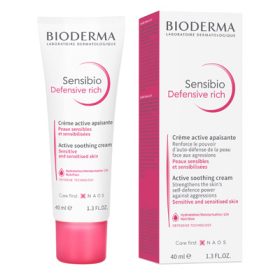 BIODERMA
LABORATOIRE DERMATOLOGIQUE
Sensibio
Defensive rich
Crème active apaisante
Peaux sensibles
et sensibilisées
Active soothing cream
Sensitive
and sensitised skin
Care first
NAOS
40 ml e
1.3 FL. OZ.
BIODERMA
LABORATOIRE DERMATOLOGIQUE
Sensibio
Defensive rich
Crème active apaisante
Renforce le pouvoir
d'auto-défense de la peau
face aux agressions
Peaux sensibles
et sensibilisées
Active soothing cream
Strengthens the skin's
self-defence power
against aggressions
Sensitive and sensitised skin
Care first
NAOS
40 ml e
1.3 FL. OZ.